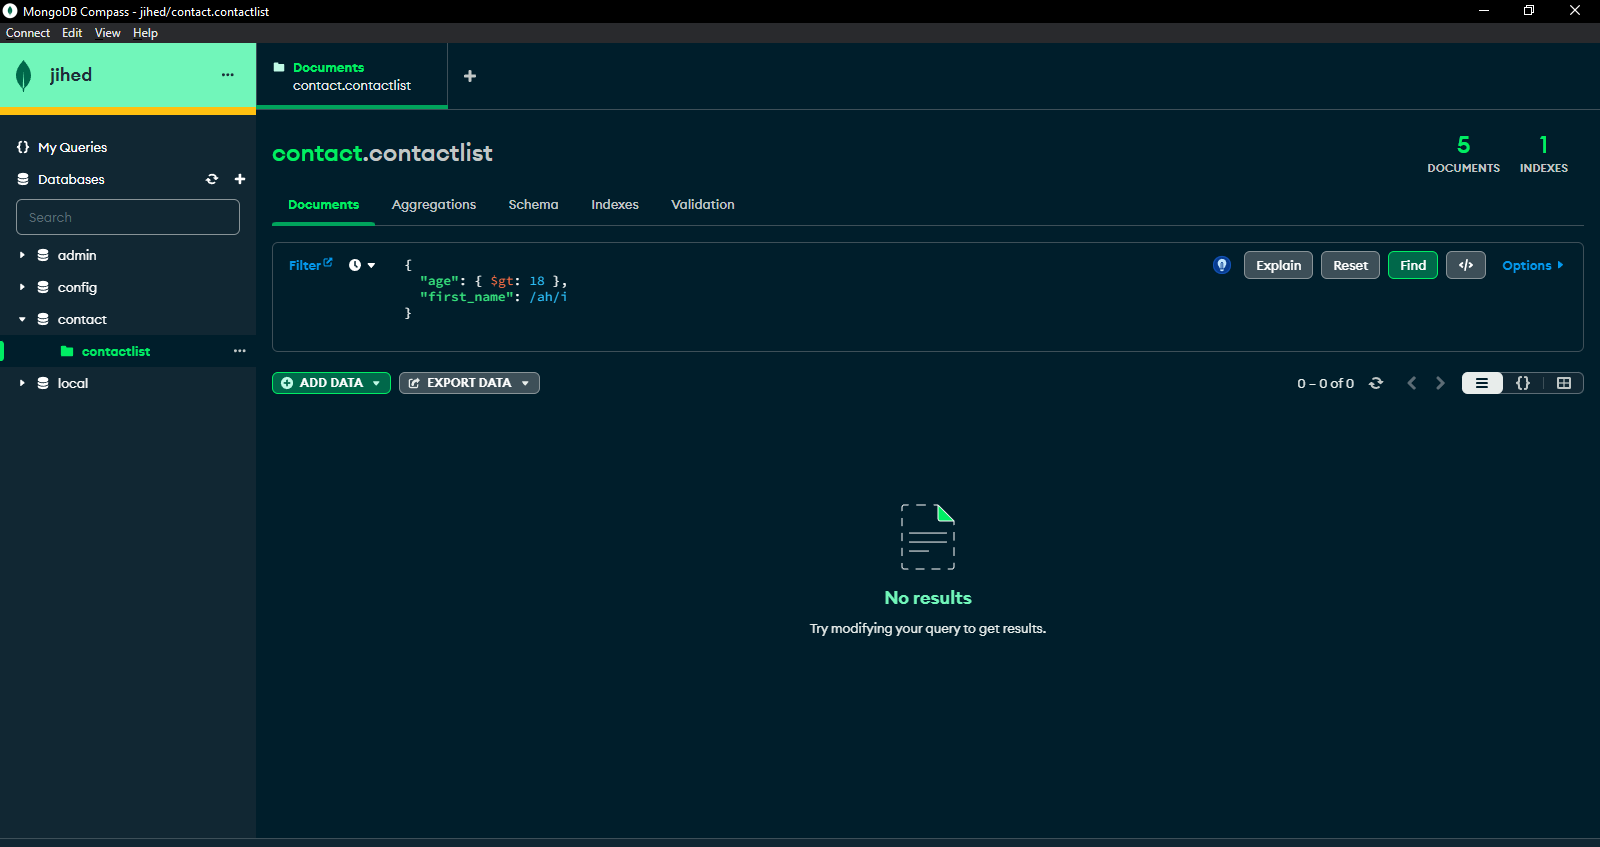 MongoDB Compass - jihed/contact.contactlist
Connect Edit View Help
jihed
Documents
contact.contactlist
My Queries
Databases
Search
admin
config
contact
contactlist
local
contact.contactlist
5
DOCUMENTS
1
INDEXES
Documents Aggregations Schema Indexes Validation
Filter
{
"age": { $gt: 18 },
"first_name": /ah/i
}
Explain Reset Find </> Options
ADD DATA EXPORT DATA
0 – 0 of 0
{}
No results
Try modifying your query to get results.